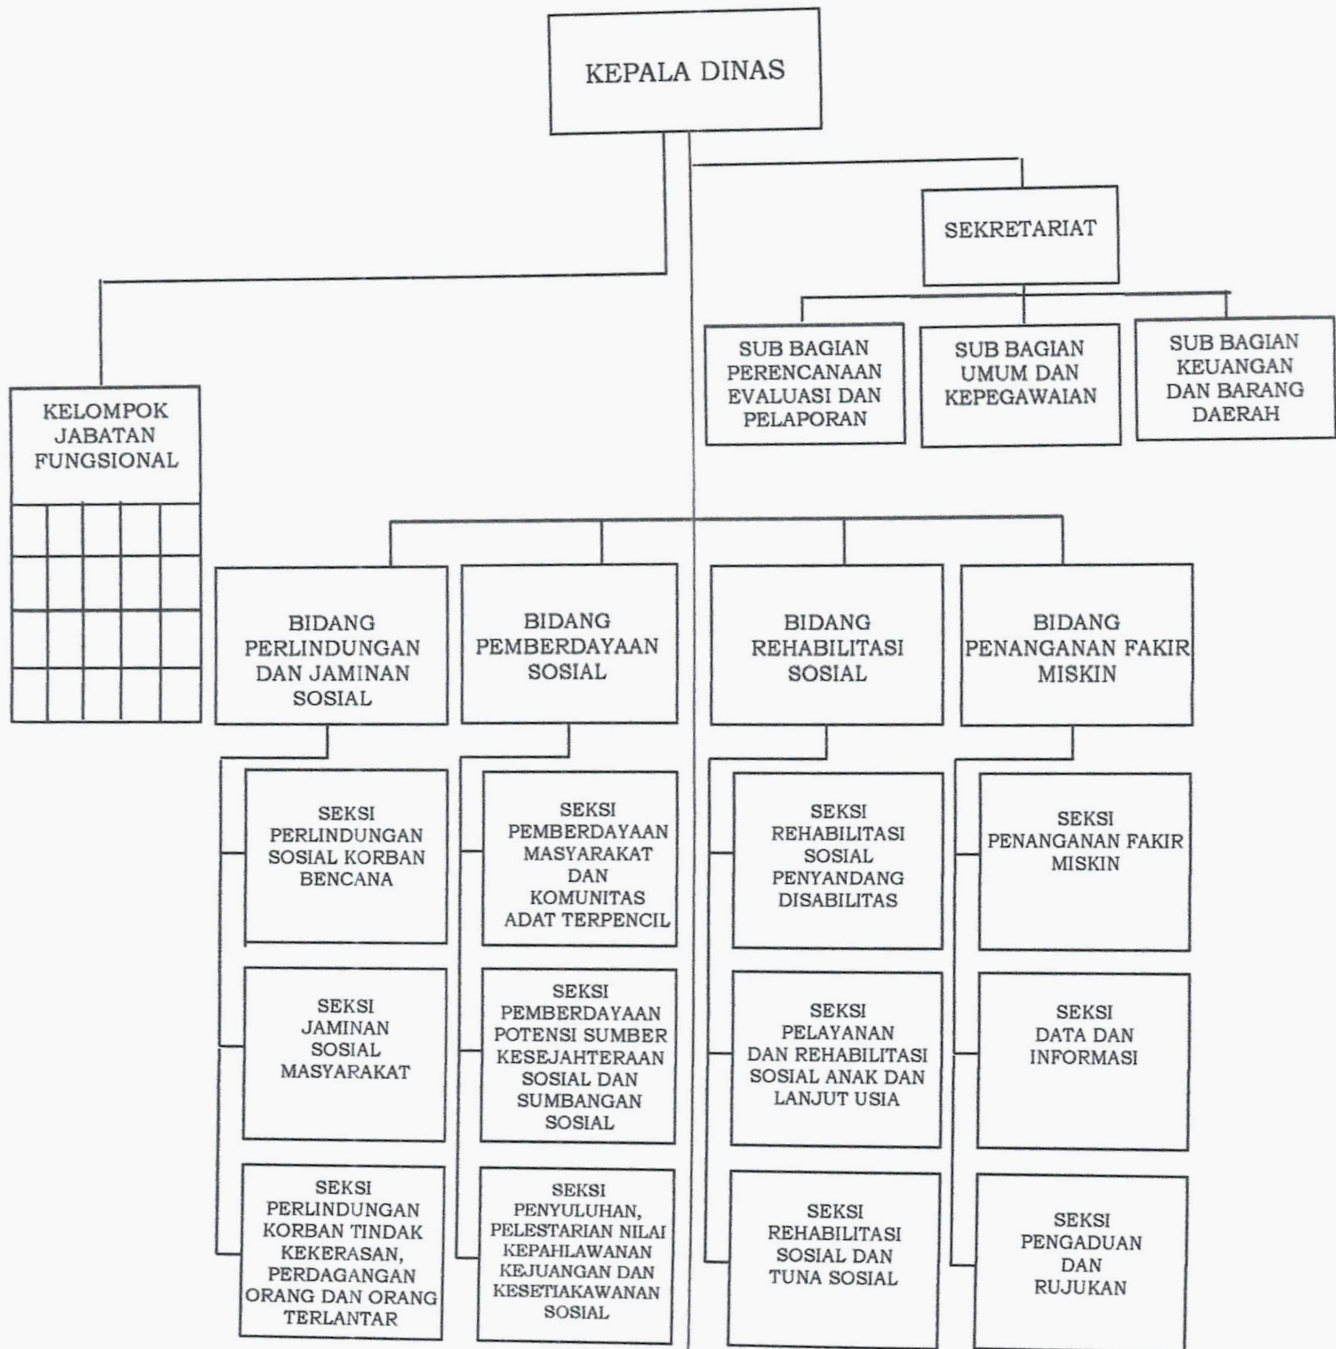 KEPALA DINAS
SEKRETARIAT
SUB BAGIAN
PERENCANAAN
EVALUASI DAN
PELAPORAN
SUB BAGIAN
UMUM DAN
KEPEGAWAIAN
SUB BAGIAN
KEUANGAN
DAN BARANG
DAERAH
KELOMPOK
JABATAN
FUNGSIONAL
BIDANG
PERLINDUNGAN
DAN JAMINAN
SOSIAL
BIDANG
PEMBERDAYAAN
SOSIAL
BIDANG
REHABILITASI
SOSIAL
BIDANG
PENANGANAN FAKIR
MISKIN
SEKSI
PERLINDUNGAN
SOSIAL KORBAN
BENCANA
SEKSI
PEMBERDAYAAN
MASYARAKAT
DAN
KOMUNITAS
ADAT TERPENCIL
SEKSI
REHABILITASI
SOSIAL
PENYANDANG
DISABILITAS
SEKSI
PENANGANAN FAKIR
MISKIN
SEKSI
JAMINAN
SOSIAL
MASYARAKAT
SEKSI
PEMBERDAYAAN
POTENSI SUMBER
KESEJAHTERAAN
SOSIAL DAN
SUMBANGAN
SOSIAL
SEKSI
PELAYANAN
DAN REHABILITASI
SOSIAL ANAK DAN
LANJUT USIA
SEKSI
DATA DAN
INFORMASI
SEKSI
PERLINDUNGAN
KORBAN TINDAK
KEKERASAN,
PERDAGANGAN
ORANG DAN ORANG
TERLANTAR
SEKSI
PENYULUHAN,
PELESTARIAN NILAI
KEPAHLAWANAN
KEJUANGAN DAN
KESETIAKAWANAN
SOSIAL
SEKSI
REHABILITASI
SOSIAL DAN
TUNA SOSIAL
SEKSI
PENGADUAN
DAN
RUJUKAN